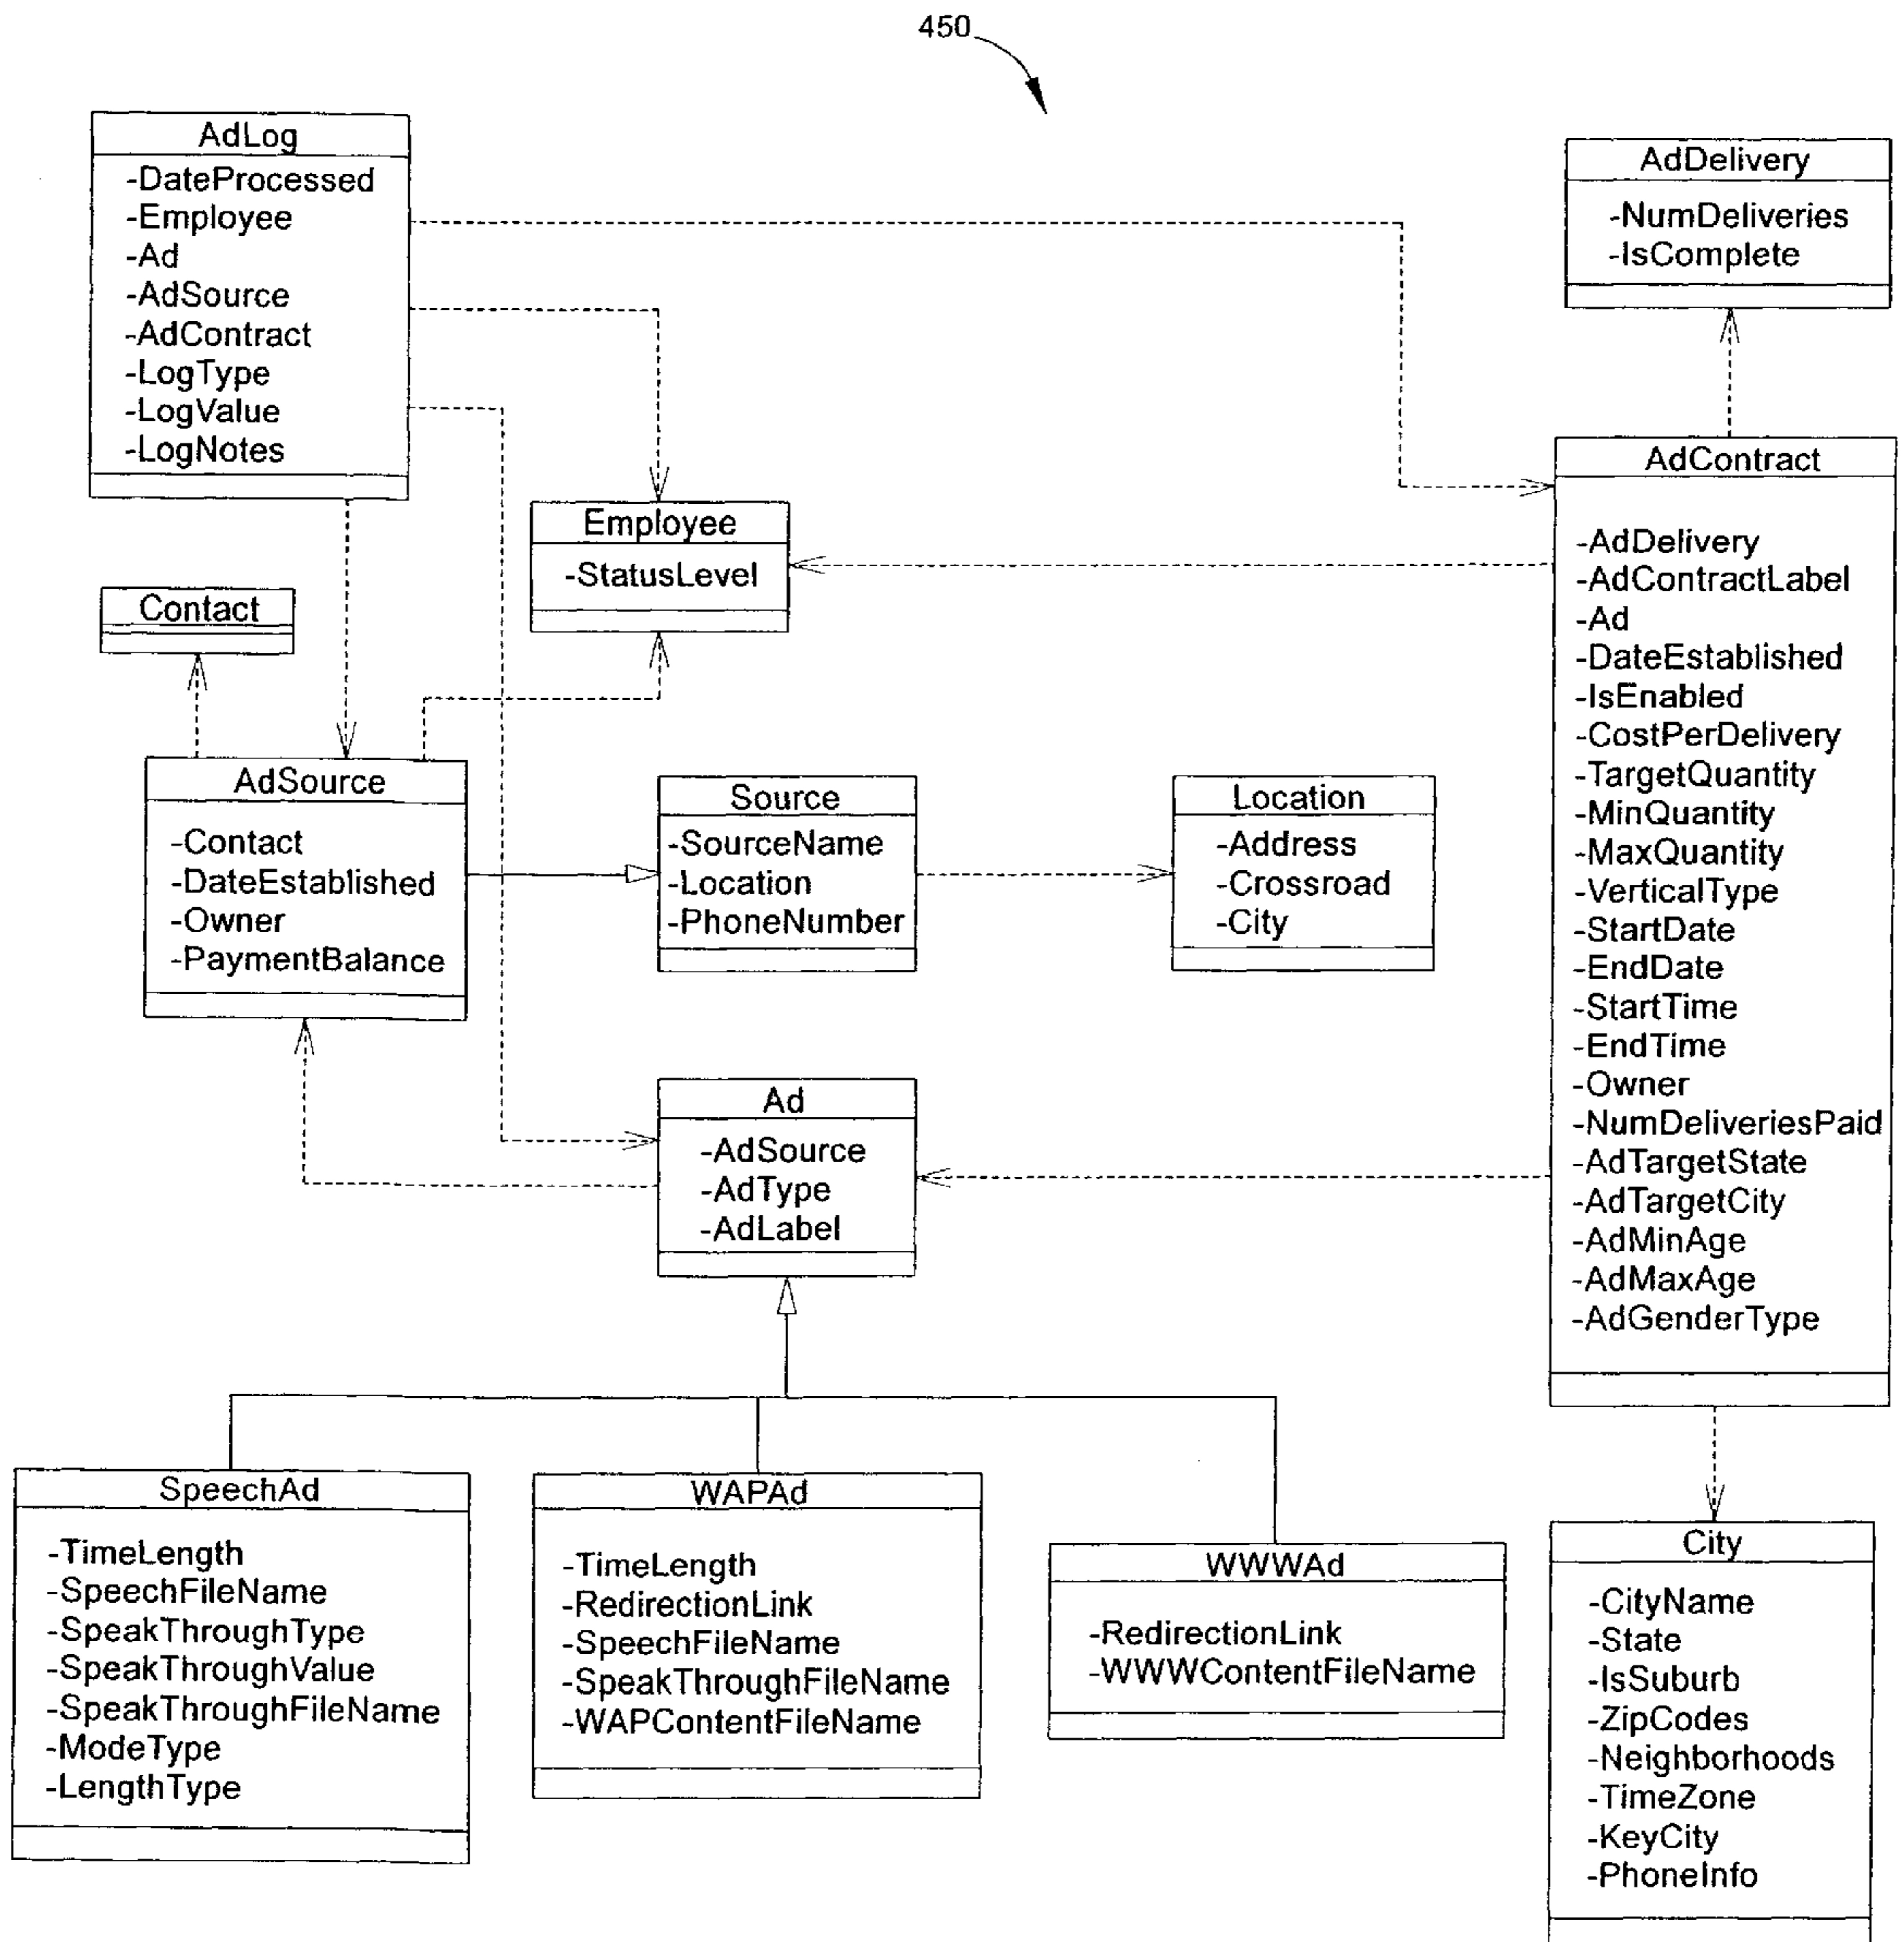 450
AdLog
-DateProcessed
-Employee
-Ad
-AdSource
-AdContract
-LogType
-LogValue
-LogNotes
AdDelivery
-NumDeliveries
-IsComplete
Employee
-StatusLevel
Contact
AdContract
-AdDelivery
-AdContractLabel
-Ad
-DateEstablished
-IsEnabled
-CostPerDelivery
-TargetQuantity
-MinQuantity
-MaxQuantity
-VerticalType
-StartDate
-EndDate
-StartTime
-EndTime
-Owner
-NumDeliveriesPaid
-AdTargetState
-AdTargetCity
-AdMinAge
-AdMaxAge
-AdGenderType
AdSource
-Contact
-DateEstablished
-Owner
-PaymentBalance
Source
-SourceName
-Location
-PhoneNumber
Location
-Address
-Crossroad
-City
Ad
-AdSource
-AdType
-AdLabel
SpeechAd
-TimeLength
-SpeechFileName
-SpeakThroughType
-SpeakThroughValue
-SpeakThroughFileName
-ModeType
-LengthType
WAPAd
-TimeLength
-RedirectionLink
-SpeechFileName
-SpeakThroughFileName
-WAPContentFileName
WWWAd
-RedirectionLink
-WWWContentFileName
City
-CityName
-State
-IsSuburb
-ZipCodes
-Neighborhoods
-TimeZone
-KeyCity
-PhoneInfo